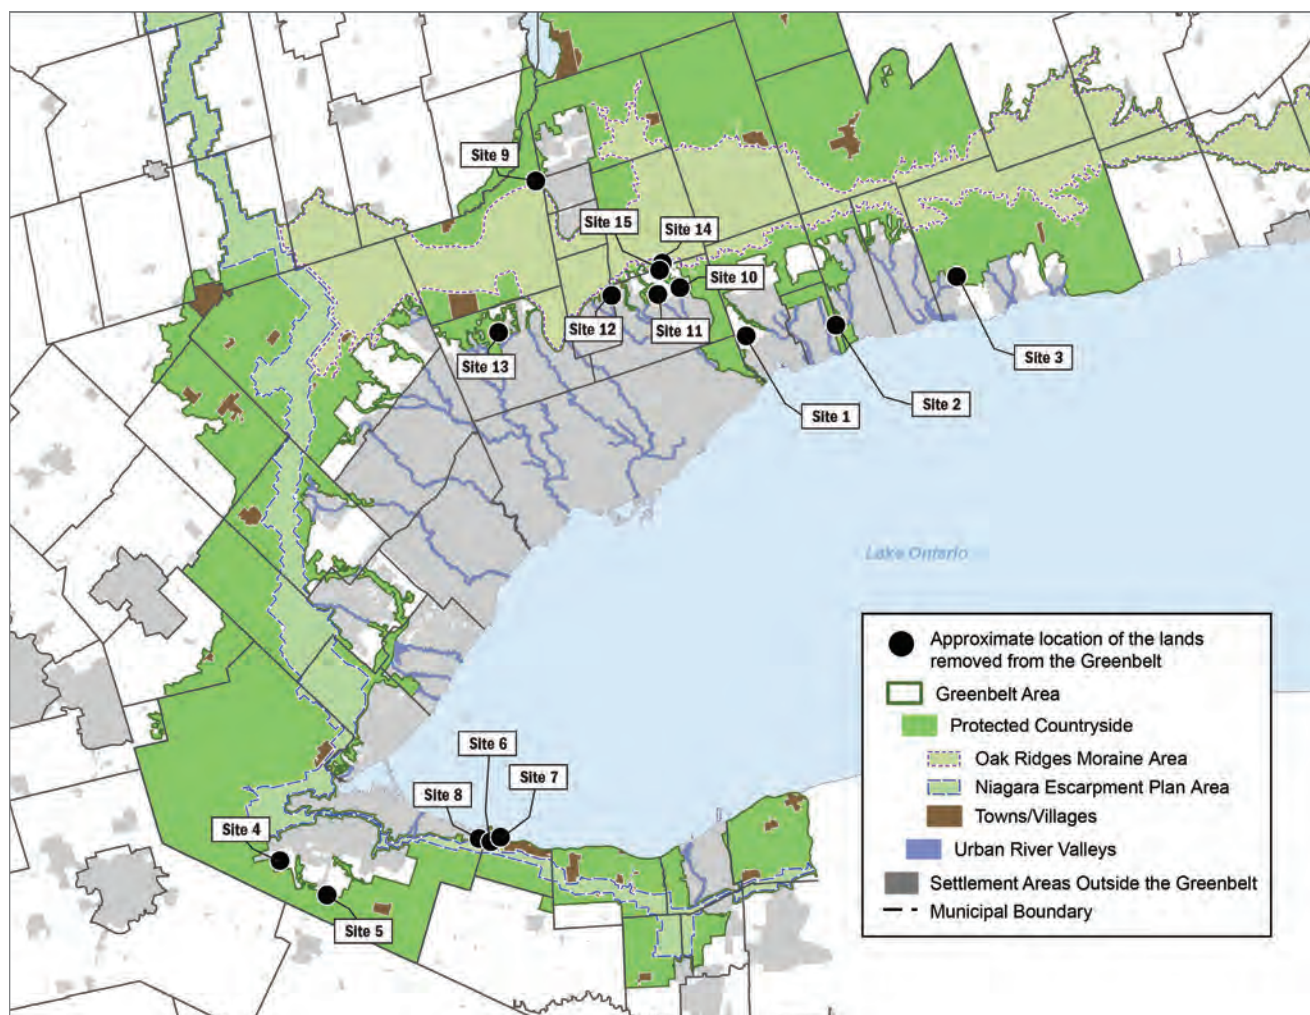 Site 9
Site 15
Site 14
Site 10
Site 12
Site 11
Site 13
Site 1
Site 2
Site 3
Lake Ontario
Site 6
Site 7
Site 8
Site 4
Site 5
Approximate location of the lands
removed from the Greenbelt
Greenbelt Area
Protected Countryside
Oak Ridges Moraine Area
Niagara Escarpment Plan Area
Towns/Villages
Urban River Valleys
Settlement Areas Outside the Greenbelt
Municipal Boundary